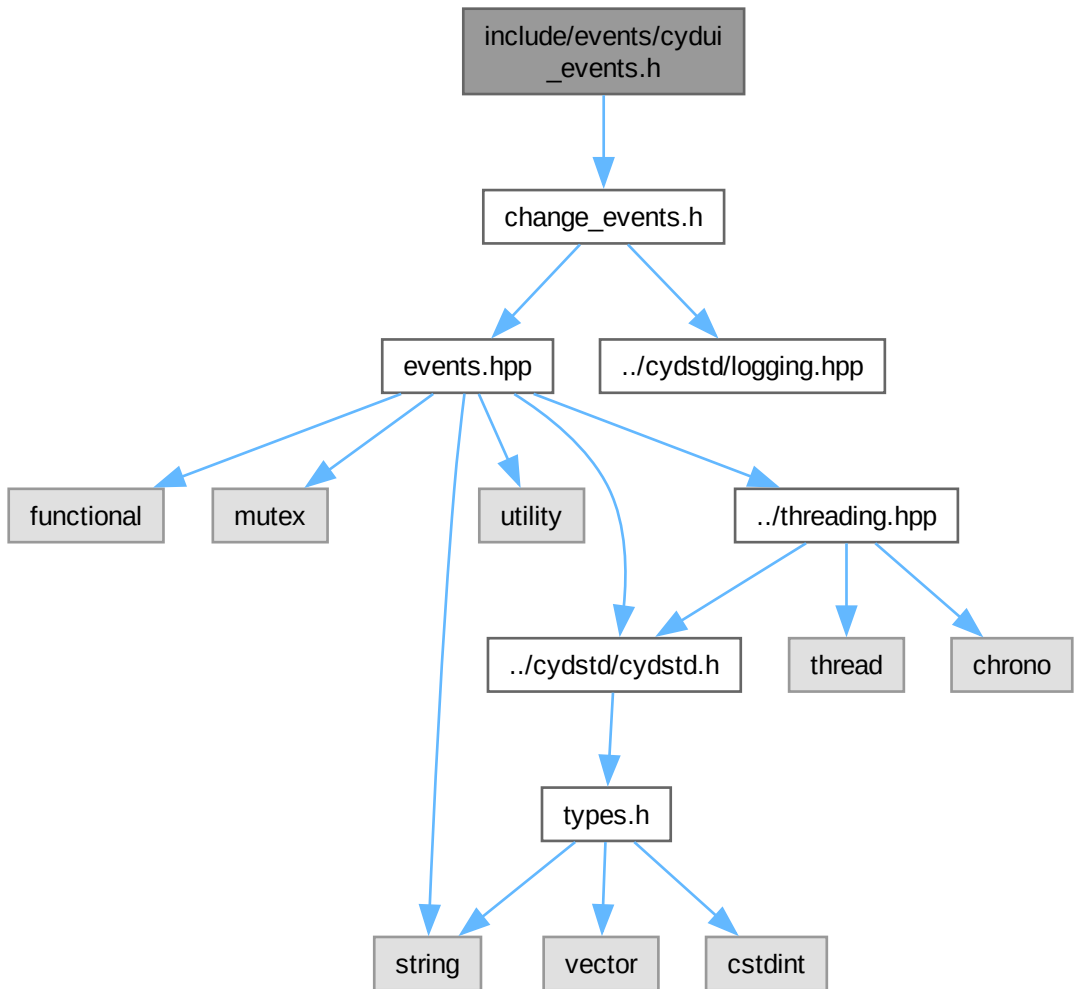 include/events/cydui
_events.h
change_events.h
events.hpp
../cydstd/logging.hpp
functional
mutex
utility
../threading.hpp
../cydstd/cydstd.h
thread
chrono
types.h
string
vector
cstdint